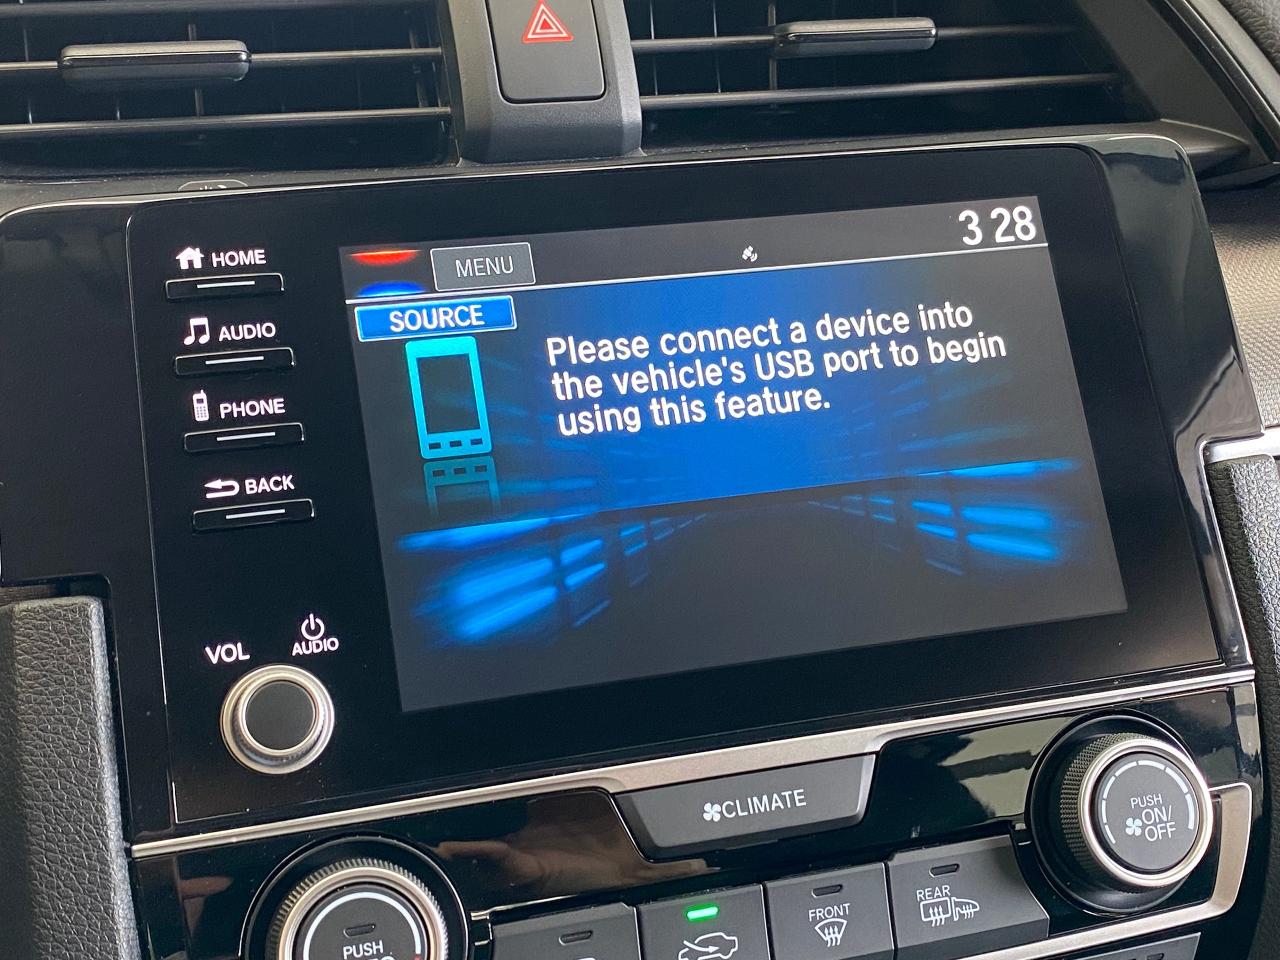 HOME
AUDIO
PHONE
BACK
VOL
AUDIO
MENU
3 28
SOURCE
Please connect a device into
the vehicle's USB port to begin
using this feature.
CLIMATE
PUSH
ON/
OFF
FRONT
REAR
PUSH